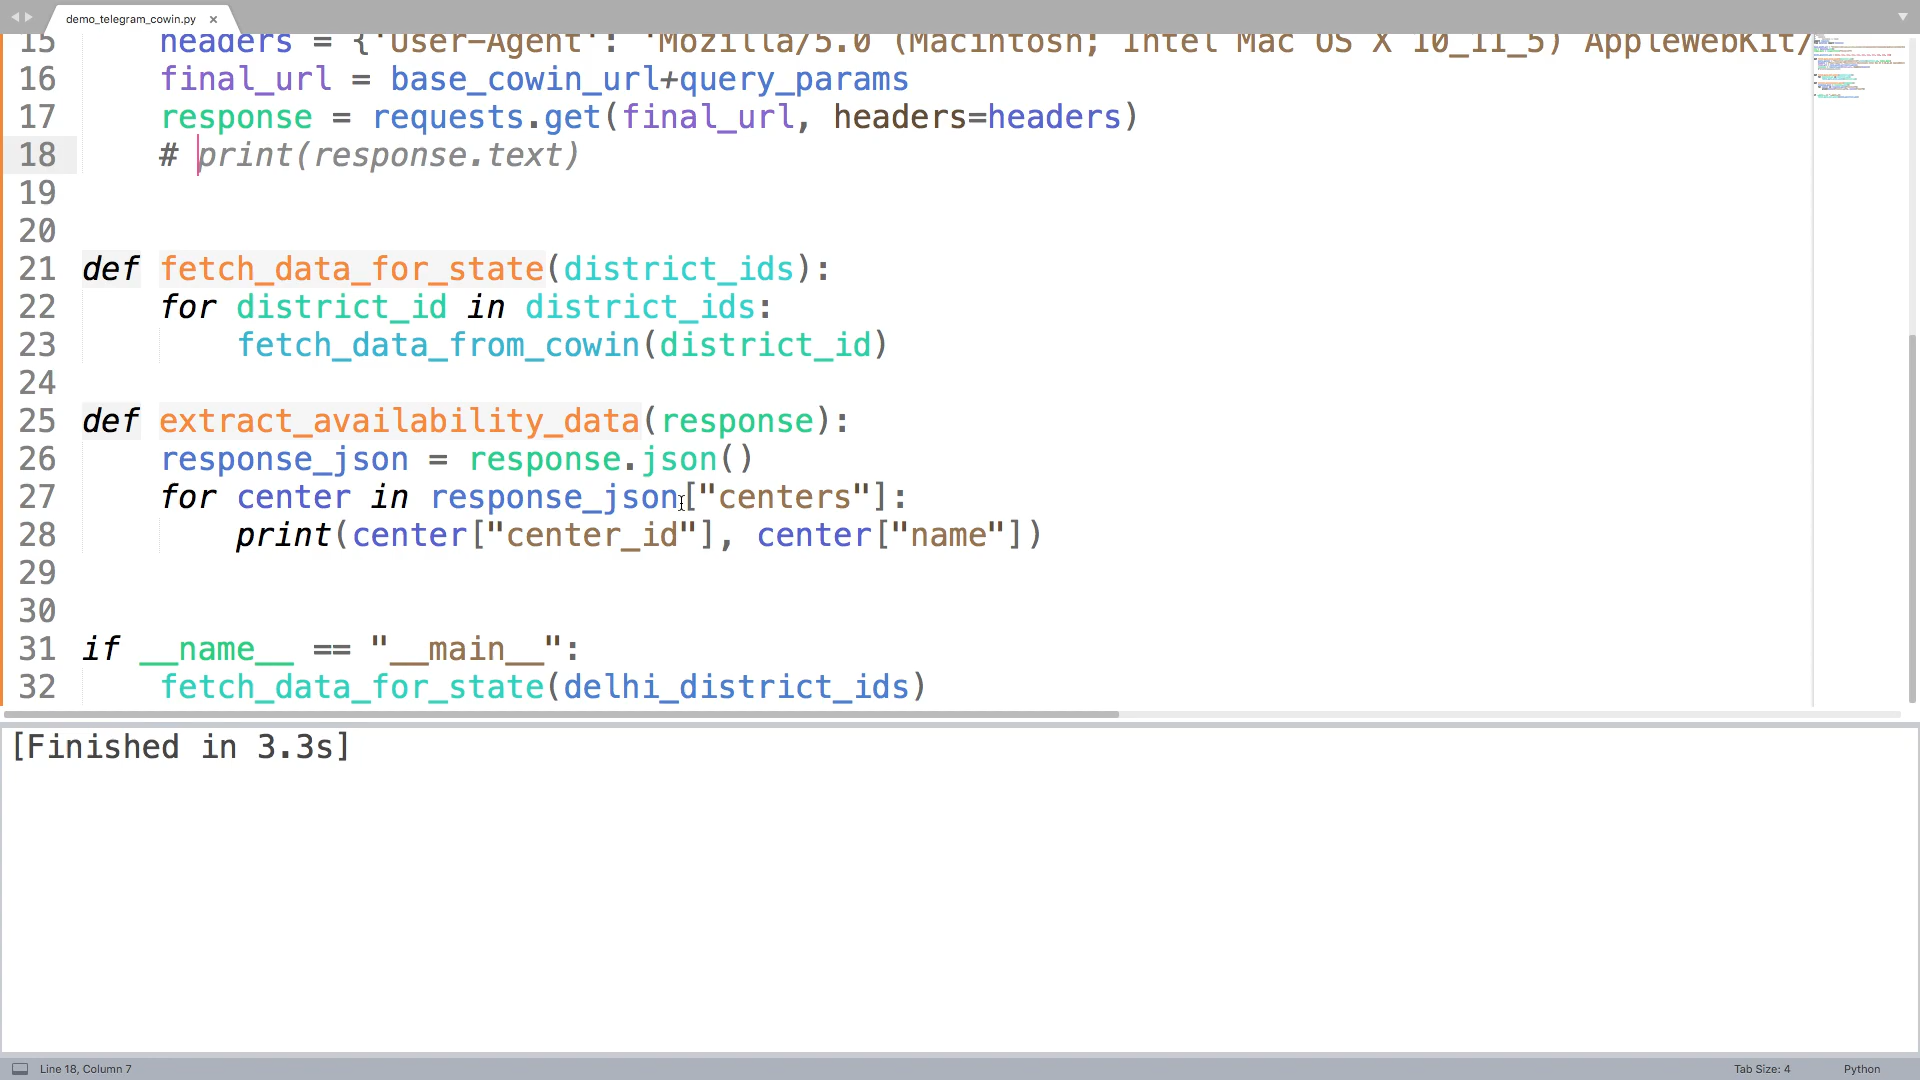 demo_telegram_cowin.py ×
15 headers = {'User-Agent': 'Mozilla/5.0 (Macintosh; Intel Mac OS X 10_11_5) AppleWebKit/
16 final_url = base_cowin_url+query_params
17 response = requests.get(final_url, headers=headers)
18 # print(response.text)
19
20
21 def fetch_data_for_state(district_ids):
22 for district_id in district_ids:
23 fetch_data_from_cowin(district_id)
24
25 def extract_availability_data(response):
26 response_json = response.json()
27 for center in response_json["centers"]:
28 print(center["center_id"], center["name"])
29
30
31 if __name__ == "__main__":
32 fetch_data_for_state(delhi_district_ids)
[Finished in 3.3s]
Line 18, Column 7 Tab Size: 4 Python